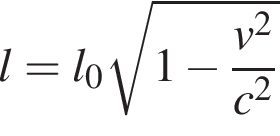 l = l₀√(1 − v²/c²)